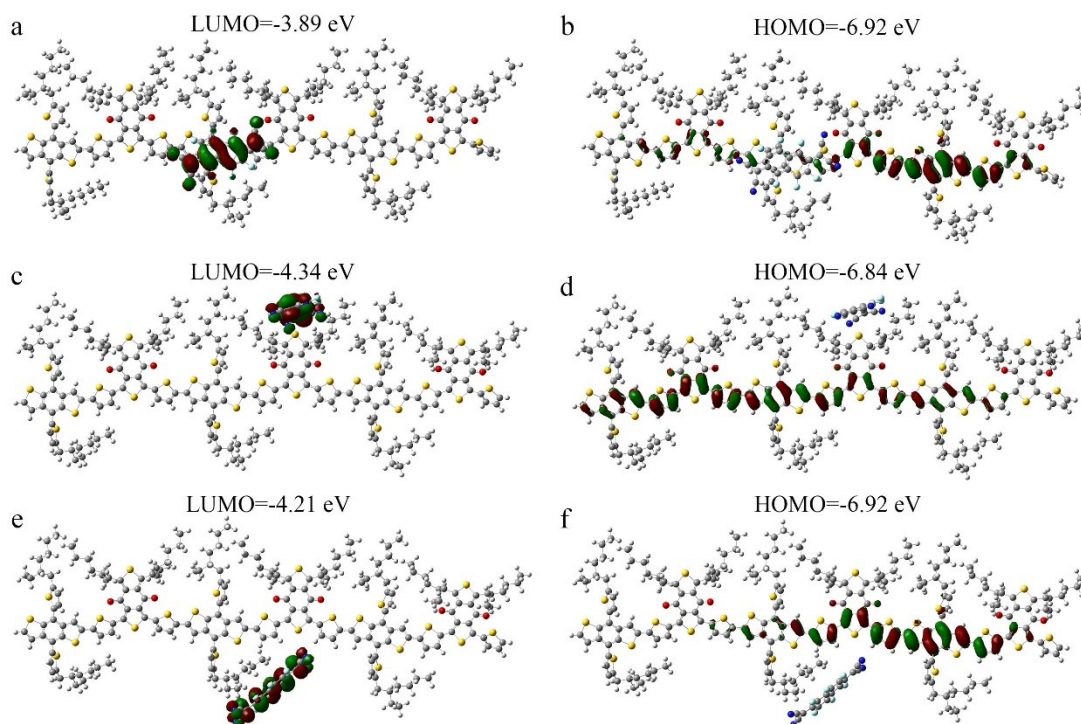 a
LUMO=-3.89 eV
b
HOMO=-6.92 eV
c
LUMO=-4.34 eV
d
HOMO=-6.84 eV
e
LUMO=-4.21 eV
f
HOMO=-6.92 eV